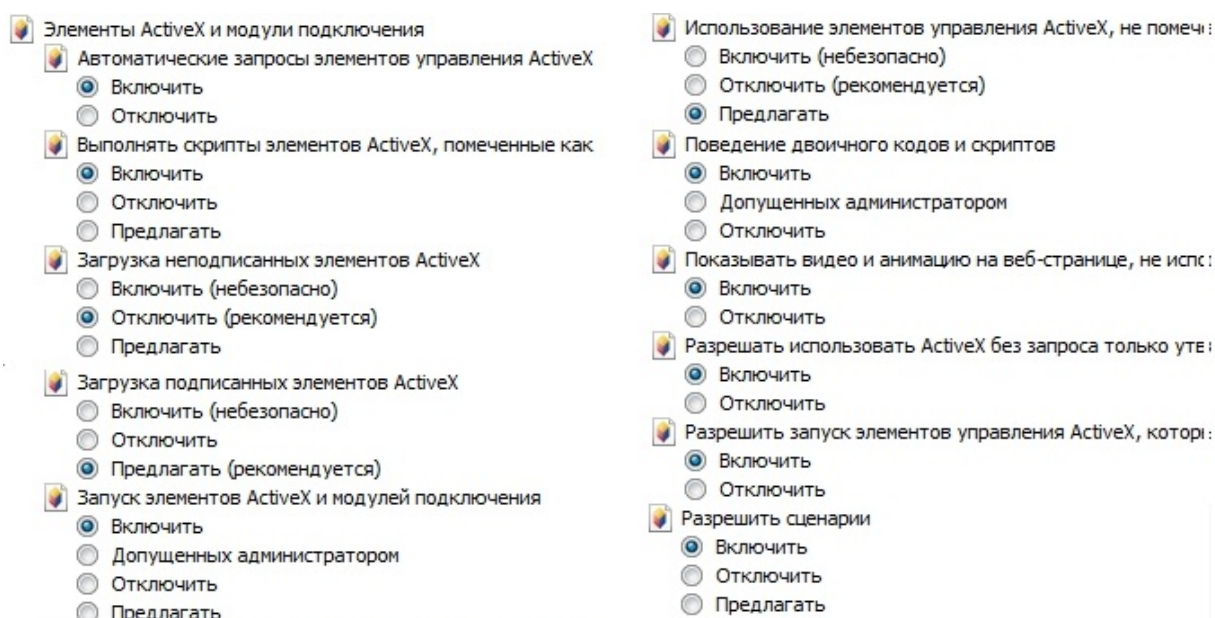 Элементы ActiveX и модули подключения
Автоматические запросы элементов управления ActiveX
Включить
Отключить
Выполнять скрипты элементов ActiveX, помеченные как
Включить
Отключить
Предлагать
Загрузка неподписанных элементов ActiveX
Включить (небезопасно)
Отключить (рекомендуется)
Предлагать
Загрузка подписанных элементов ActiveX
Включить (небезопасно)
Отключить
Предлагать (рекомендуется)
Запуск элементов ActiveX и модулей подключения
Включить
Допущенных администратором
Отключить
Предлагать
Использование элементов управления ActiveX, не
Включить (небезопасно)
Отключить (рекомендуется)
Предлагать
Поведение двоичного кодов и скриптов
Включить
Допущенных администратором
Отключить
Показывать видео и анимацию на веб-странице, не
Включить
Отключить
Разрешать использовать ActiveX без запроса только
Включить
Отключить
Разрешить запуск элементов управления ActiveX,
Включить
Отключить
Разрешить сценарии
Включить
Отключить
Предлагать